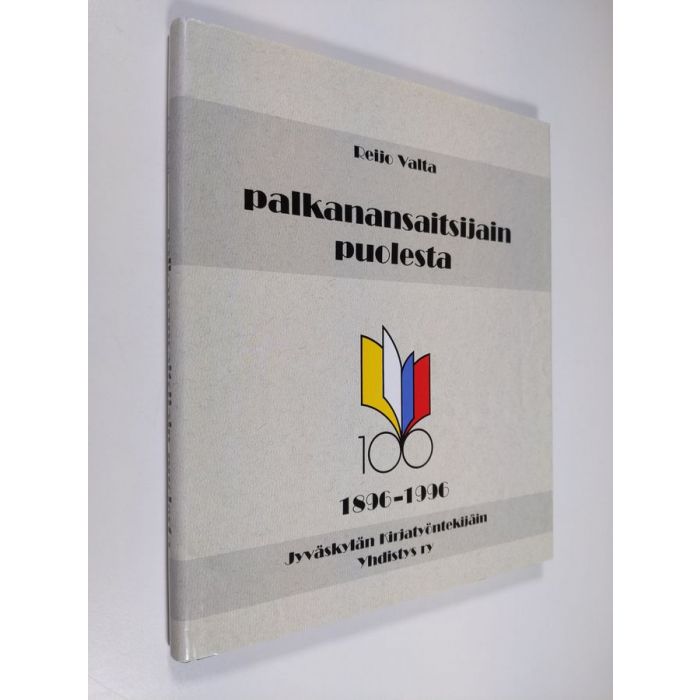 Reijo Valta
palkanansaitsijain
puolesta
100
1896-1996
Jyväskylän Kirjatyöntekijäin
Yhdistys ry